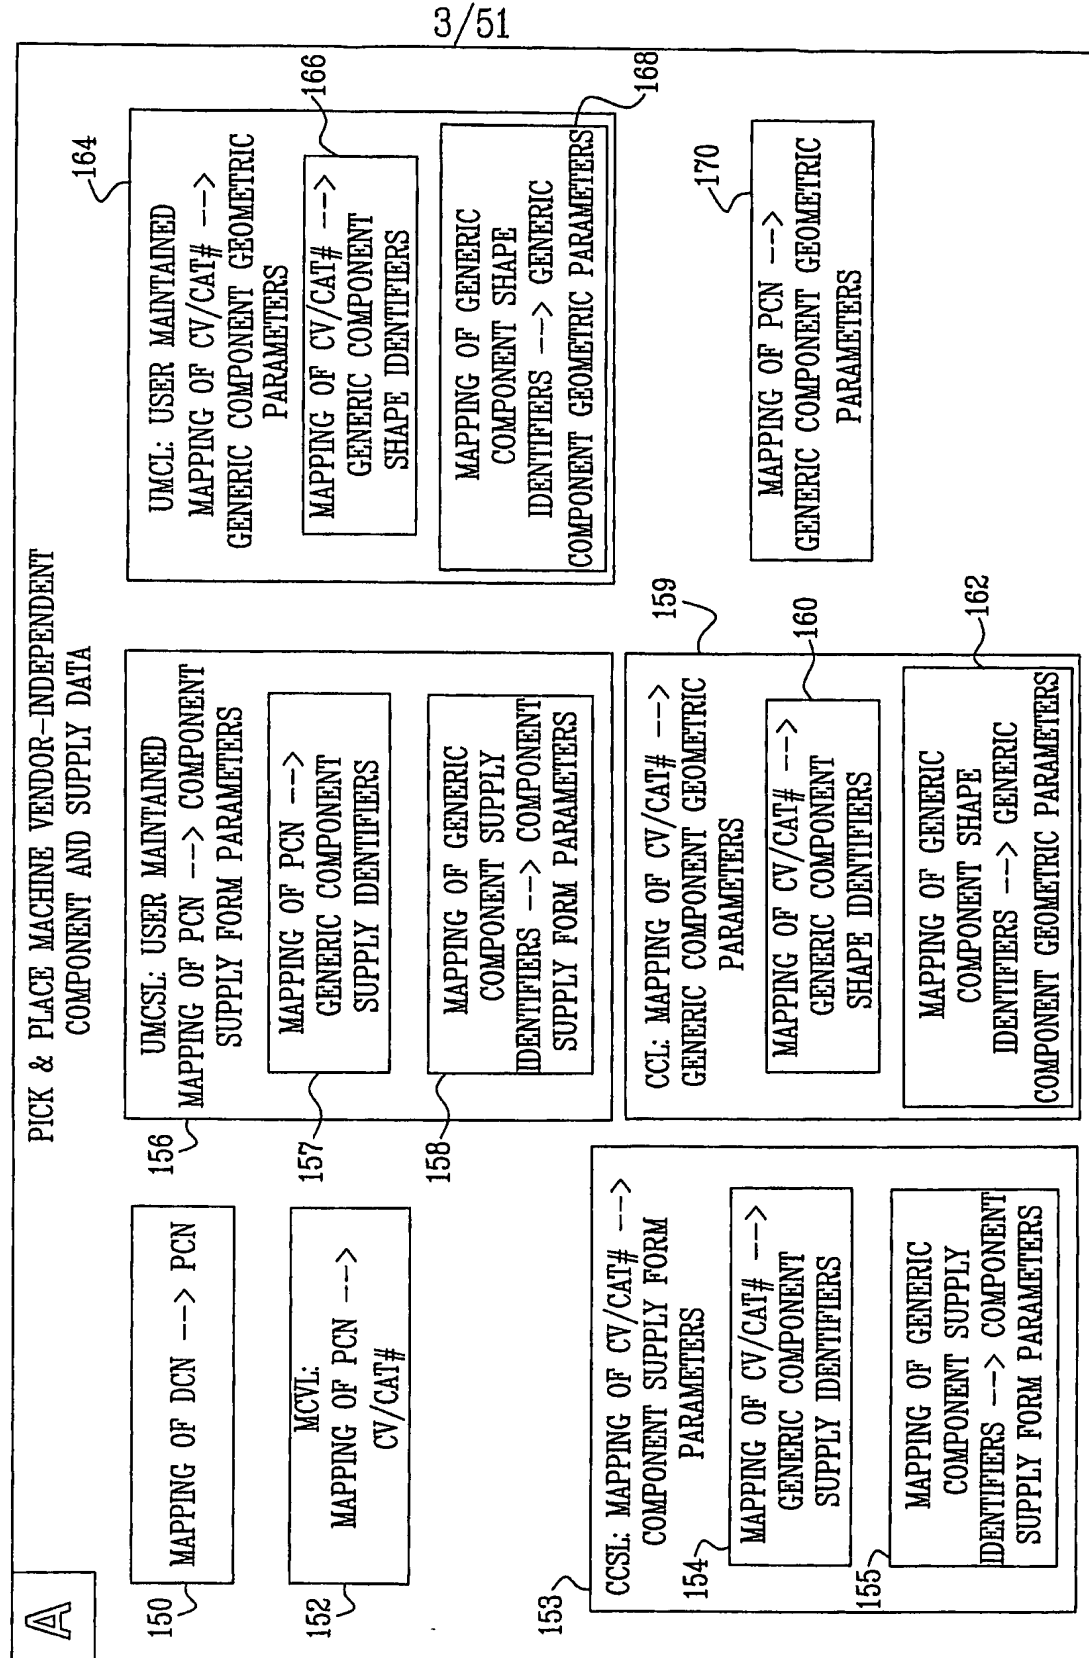 3/51
A
PICK & PLACE MACHINE VENDOR-INDEPENDENT
COMPONENT AND SUPPLY DATA
150
MAPPING OF DCN --> PCN
152
MCVL:
MAPPING OF PCN --->
CV/CAT#
153
CCSL: MAPPING OF CV/CAT# -->
COMPONENT SUPPLY FORM
PARAMETERS
154
MAPPING OF CV/CAT# --->
GENERIC COMPONENT
SUPPLY IDENTIFIERS
155
MAPPING OF GENERIC
COMPONENT SUPPLY
IDENTIFIERS --> COMPONENT
SUPPLY FORM PARAMETERS
156
UMCSL: USER MAINTAINED
MAPPING OF PCN --> COMPONENT
SUPPLY FORM PARAMETERS
157
MAPPING OF PCN -->
GENERIC COMPONENT
SUPPLY IDENTIFIERS
158
MAPPING OF GENERIC
COMPONENT SUPPLY
IDENTIFIERS --> COMPONENT
SUPPLY FORM PARAMETERS
159
CCL: MAPPING OF CV/CAT# --->
GENERIC COMPONENT GEOMETRIC
PARAMETERS
160
MAPPING OF CV/CAT# --->
GENERIC COMPONENT
SHAPE IDENTIFIERS
162
MAPPING OF GENERIC
COMPONENT SHAPE
IDENTIFIERS --> GENERIC
COMPONENT GEOMETRIC PARAMETERS
164
UMCL: USER MAINTAINED
MAPPING OF CV/CAT# --->
GENERIC COMPONENT GEOMETRIC
PARAMETERS
166
MAPPING OF CV/CAT# --->
GENERIC COMPONENT
SHAPE IDENTIFIERS
168
MAPPING OF GENERIC
COMPONENT SHAPE
IDENTIFIERS --> GENERIC
COMPONENT GEOMETRIC PARAMETERS
170
MAPPING OF PCN -->
GENERIC COMPONENT GEOMETRIC
PARAMETERS